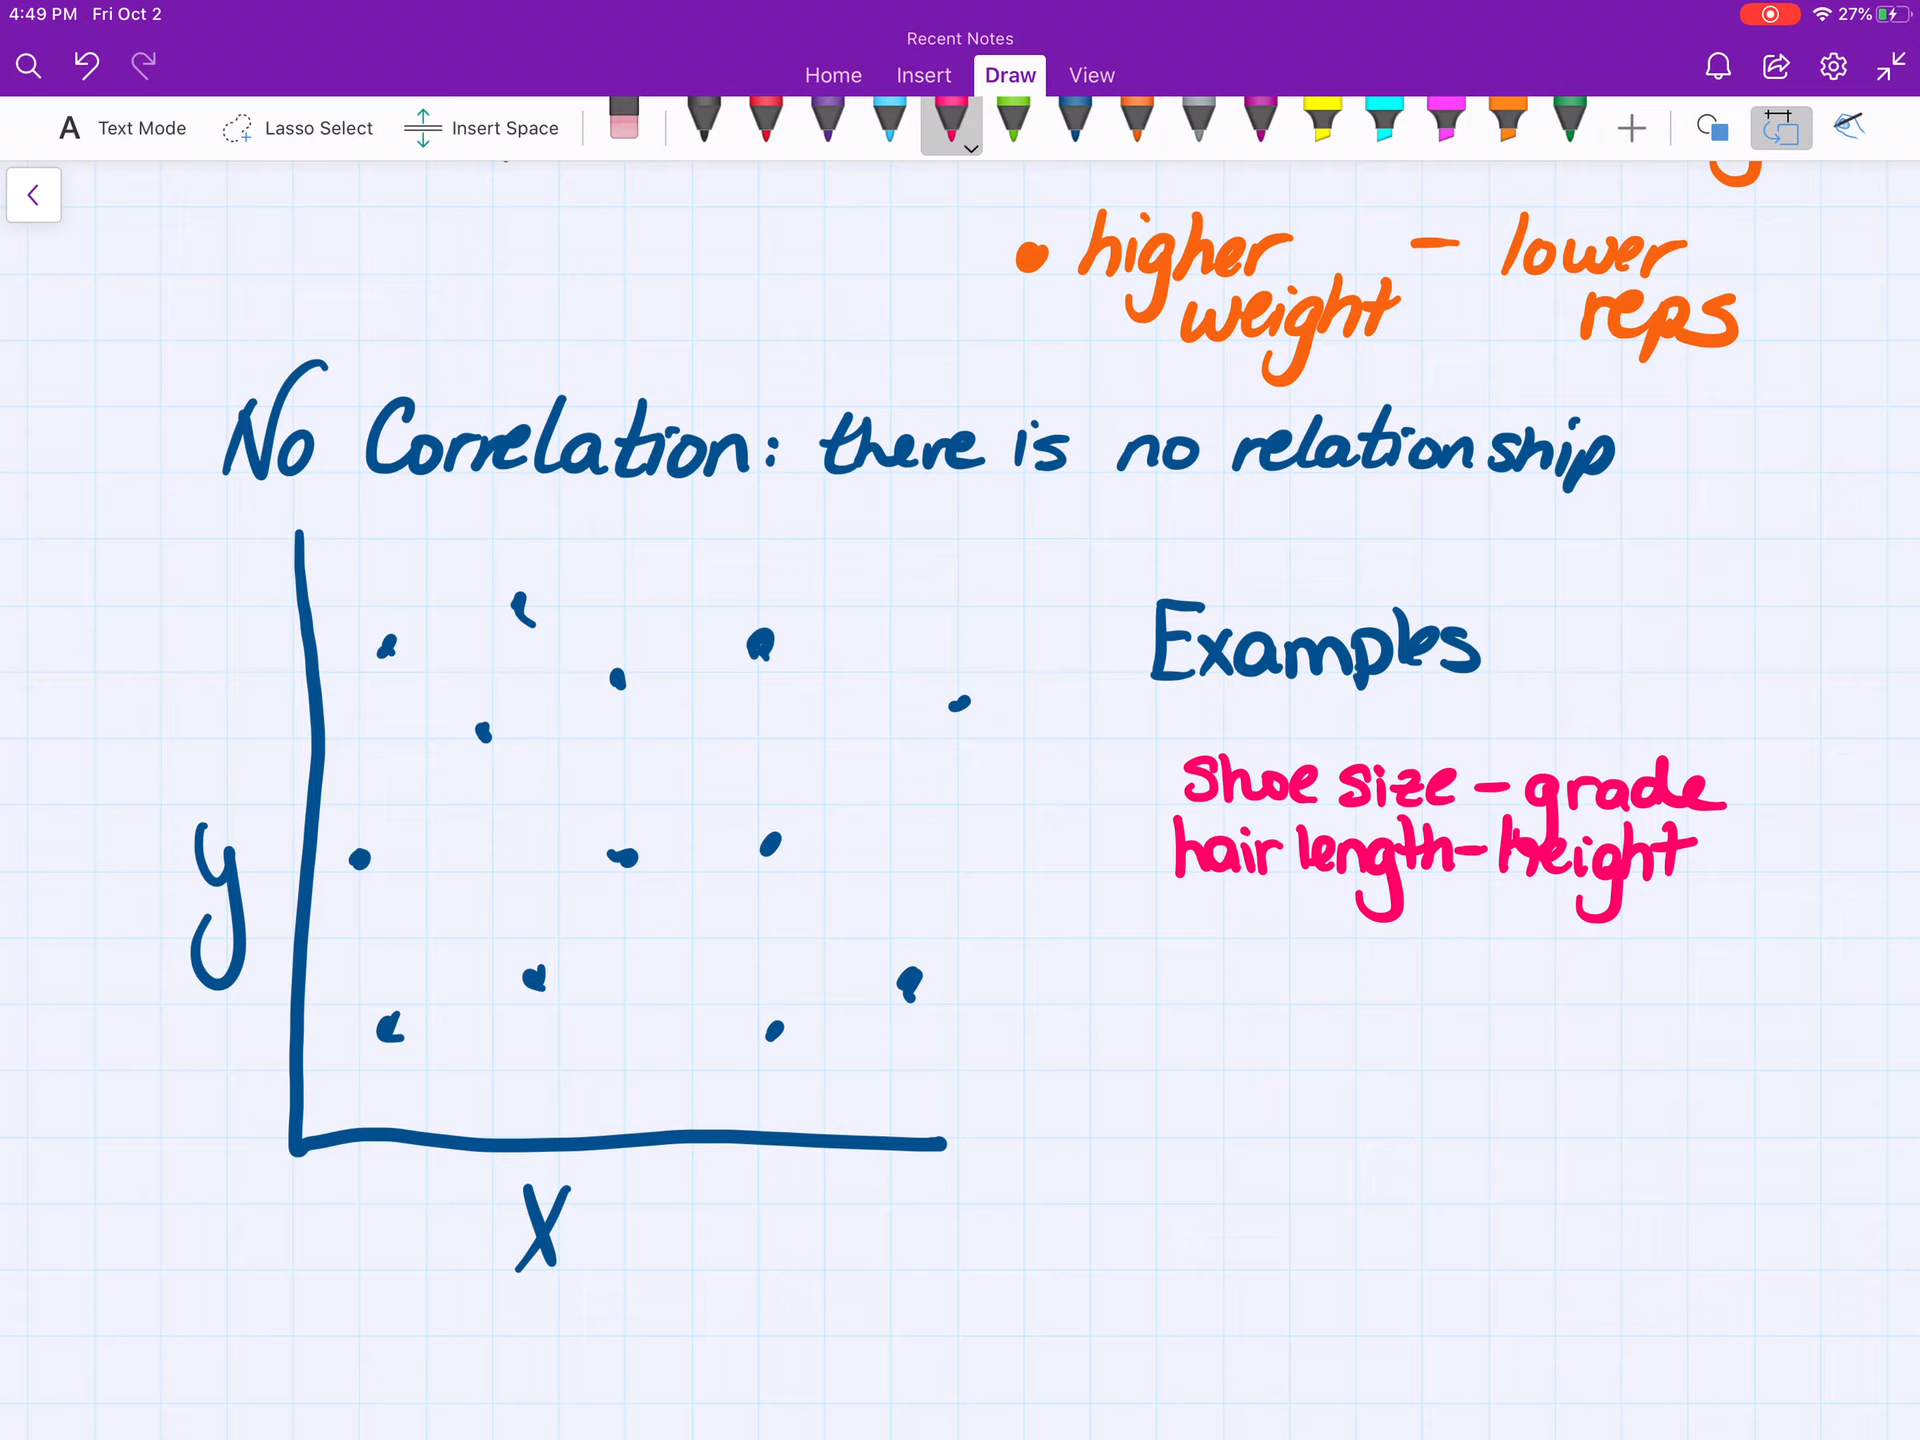 4:49 PM Fri Oct 2
27%
Recent Notes
Home Insert Draw View
A Text Mode Lasso Select Insert Space
• higher – lower
weight reps
No Correlation: there is no relationship
Examples
Shoe size – grade
hair length – height
y
X